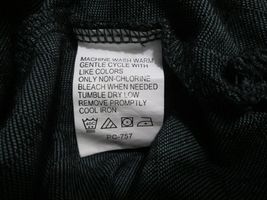 MACHINE WASH WARM
GENTLE CYCLE WITH
LIKE COLORS
ONLY NON-CHLORINE
BLEACH WHEN NEEDED
TUMBLE DRY LOW
REMOVE PROMPTLY
COOL IRON
PC-757